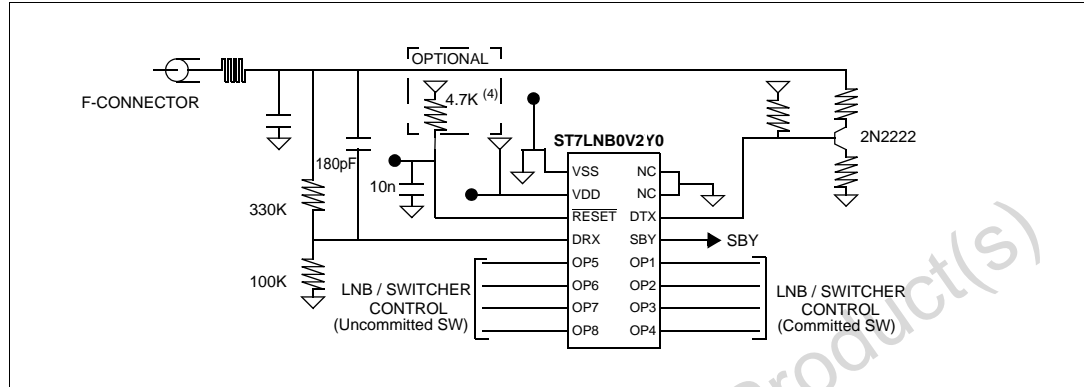 OPTIONAL
4.7K (4)
F-CONNECTOR
ST7LNB0V2Y0
2N2222
180pF
10n
VSS
VDD
RESET
DRX
OP5
OP6
OP7
OP8
NC
NC
DTX
SBY
OP1
OP2
OP3
OP4
SBY
330K
100K
LNB / SWITCHER
CONTROL
(Uncommitted SW)
LNB / SWITCHER
CONTROL
(Committed SW)
Product(s)